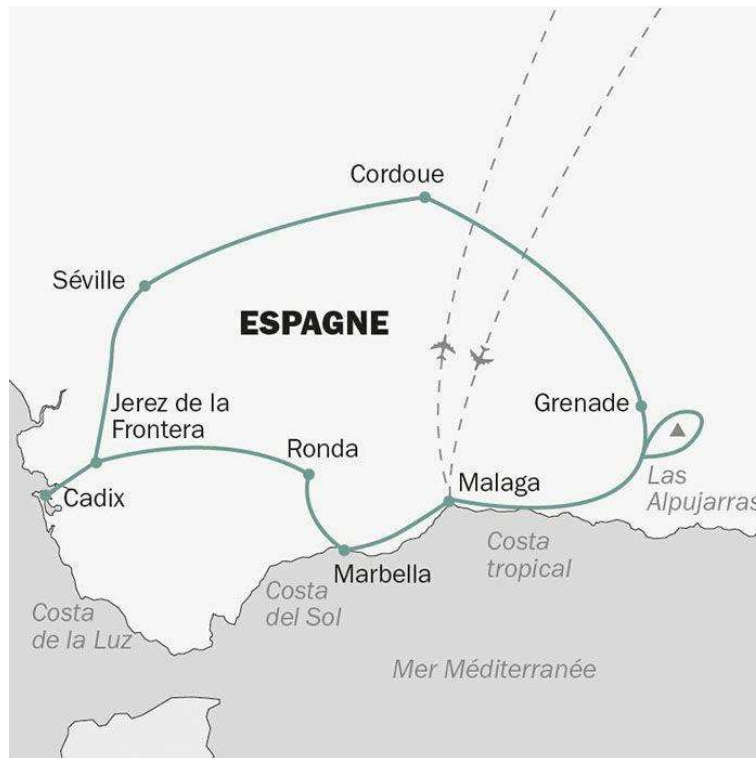 Cordoue
Séville
ESPAGNE
Jerez de la
Frontera
Grenade
Ronda
Cadix
Malaga
Las
Alpujarras
Marbella
Costa
tropical
Costa
del Sol
Costa
de la Luz
Mer Méditerranée